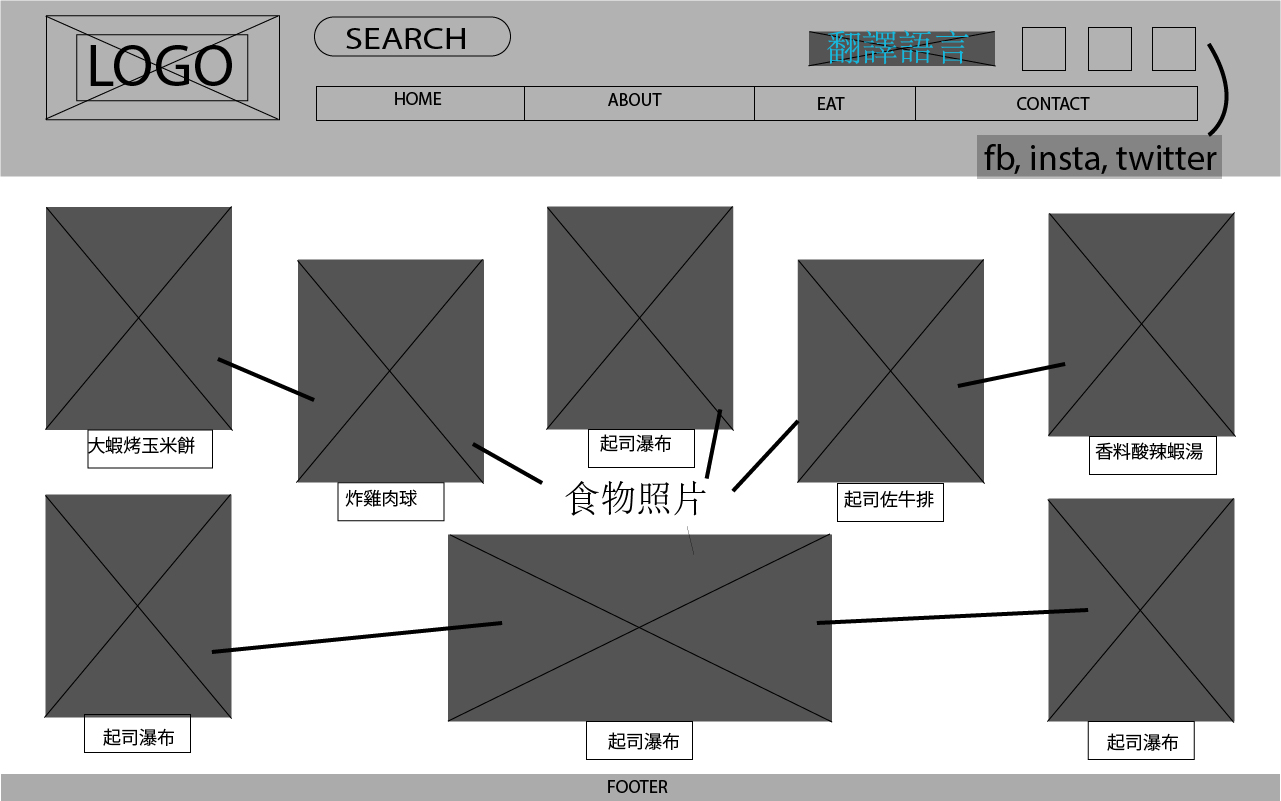 LOGO
SEARCH
翻譯語言
HOME
ABOUT
EAT
CONTACT
fb, insta, twitter
大蝦烤玉米餅
炸雞肉球
起司瀑布
起司佐牛排
香料酸辣蝦湯
食物照片
起司瀑布
起司瀑布
起司瀑布
FOOTER